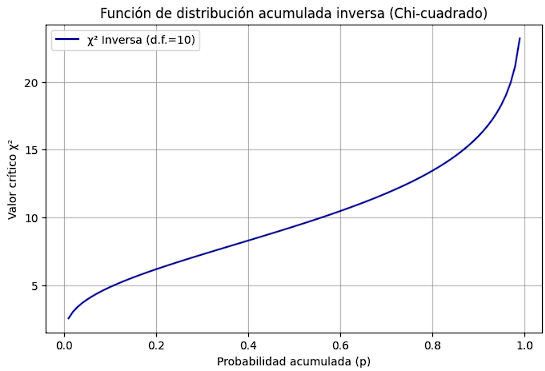 Función de distribución acumulada inversa (Chi-cuadrado)
χ² Inversa (d.f.=10)
Valor crítico χ²
20
15
10
5
0.0 0.2 0.4 0.6 0.8 1.0
Probabilidad acumulada (p)